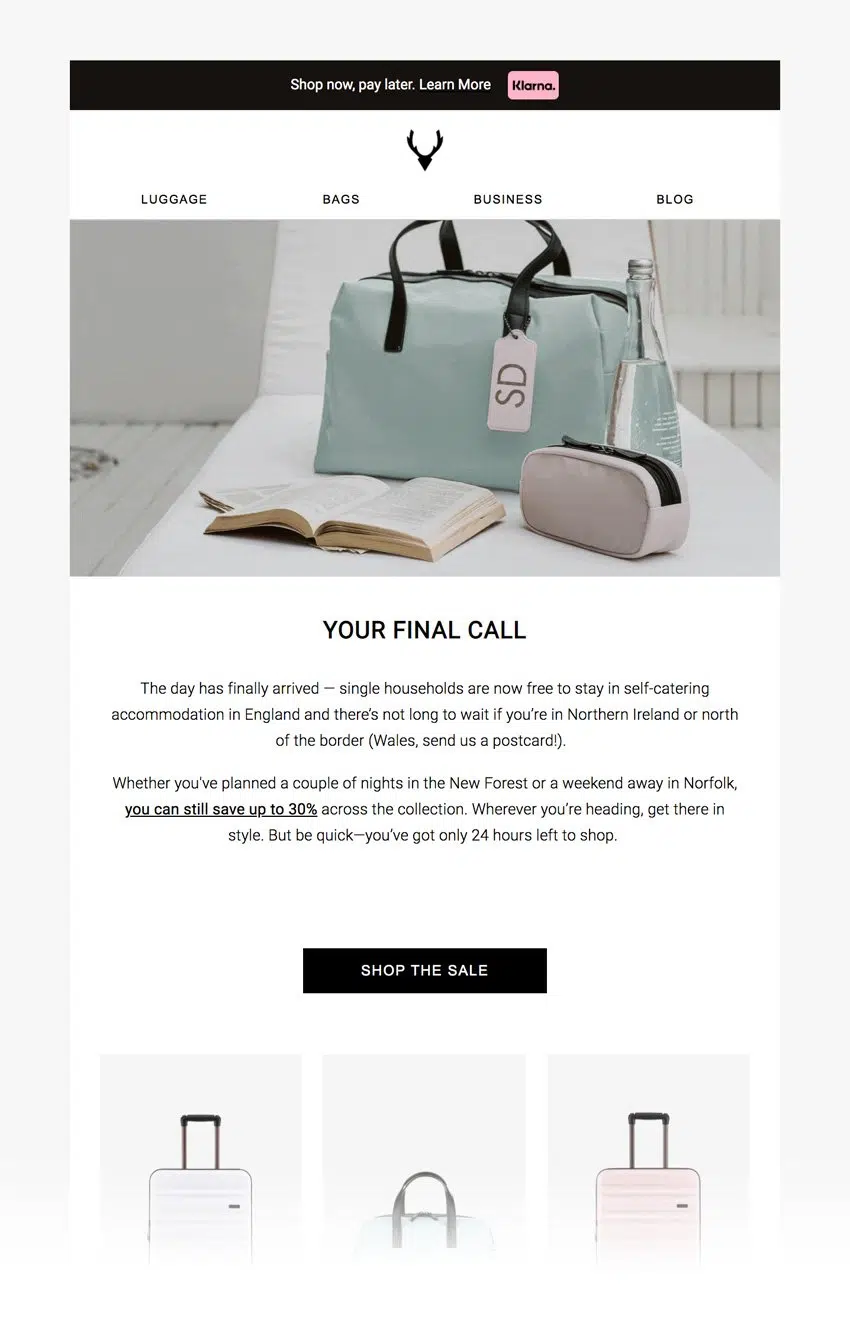 Shop now, pay later. Learn More Klarna.
LUGGAGE BAGS BUSINESS BLOG
SD
YOUR FINAL CALL
The day has finally arrived — single households are now free to stay in self-catering
accommodation in England and there’s not long to wait if you’re in Northern Ireland or north
of the border (Wales, send us a postcard!).
Whether you've planned a couple of nights in the New Forest or a weekend away in Norfolk,
you can still save up to 30% across the collection. Wherever you’re heading, get there in
style. But be quick—you’ve got only 24 hours left to shop.
SHOP THE SALE